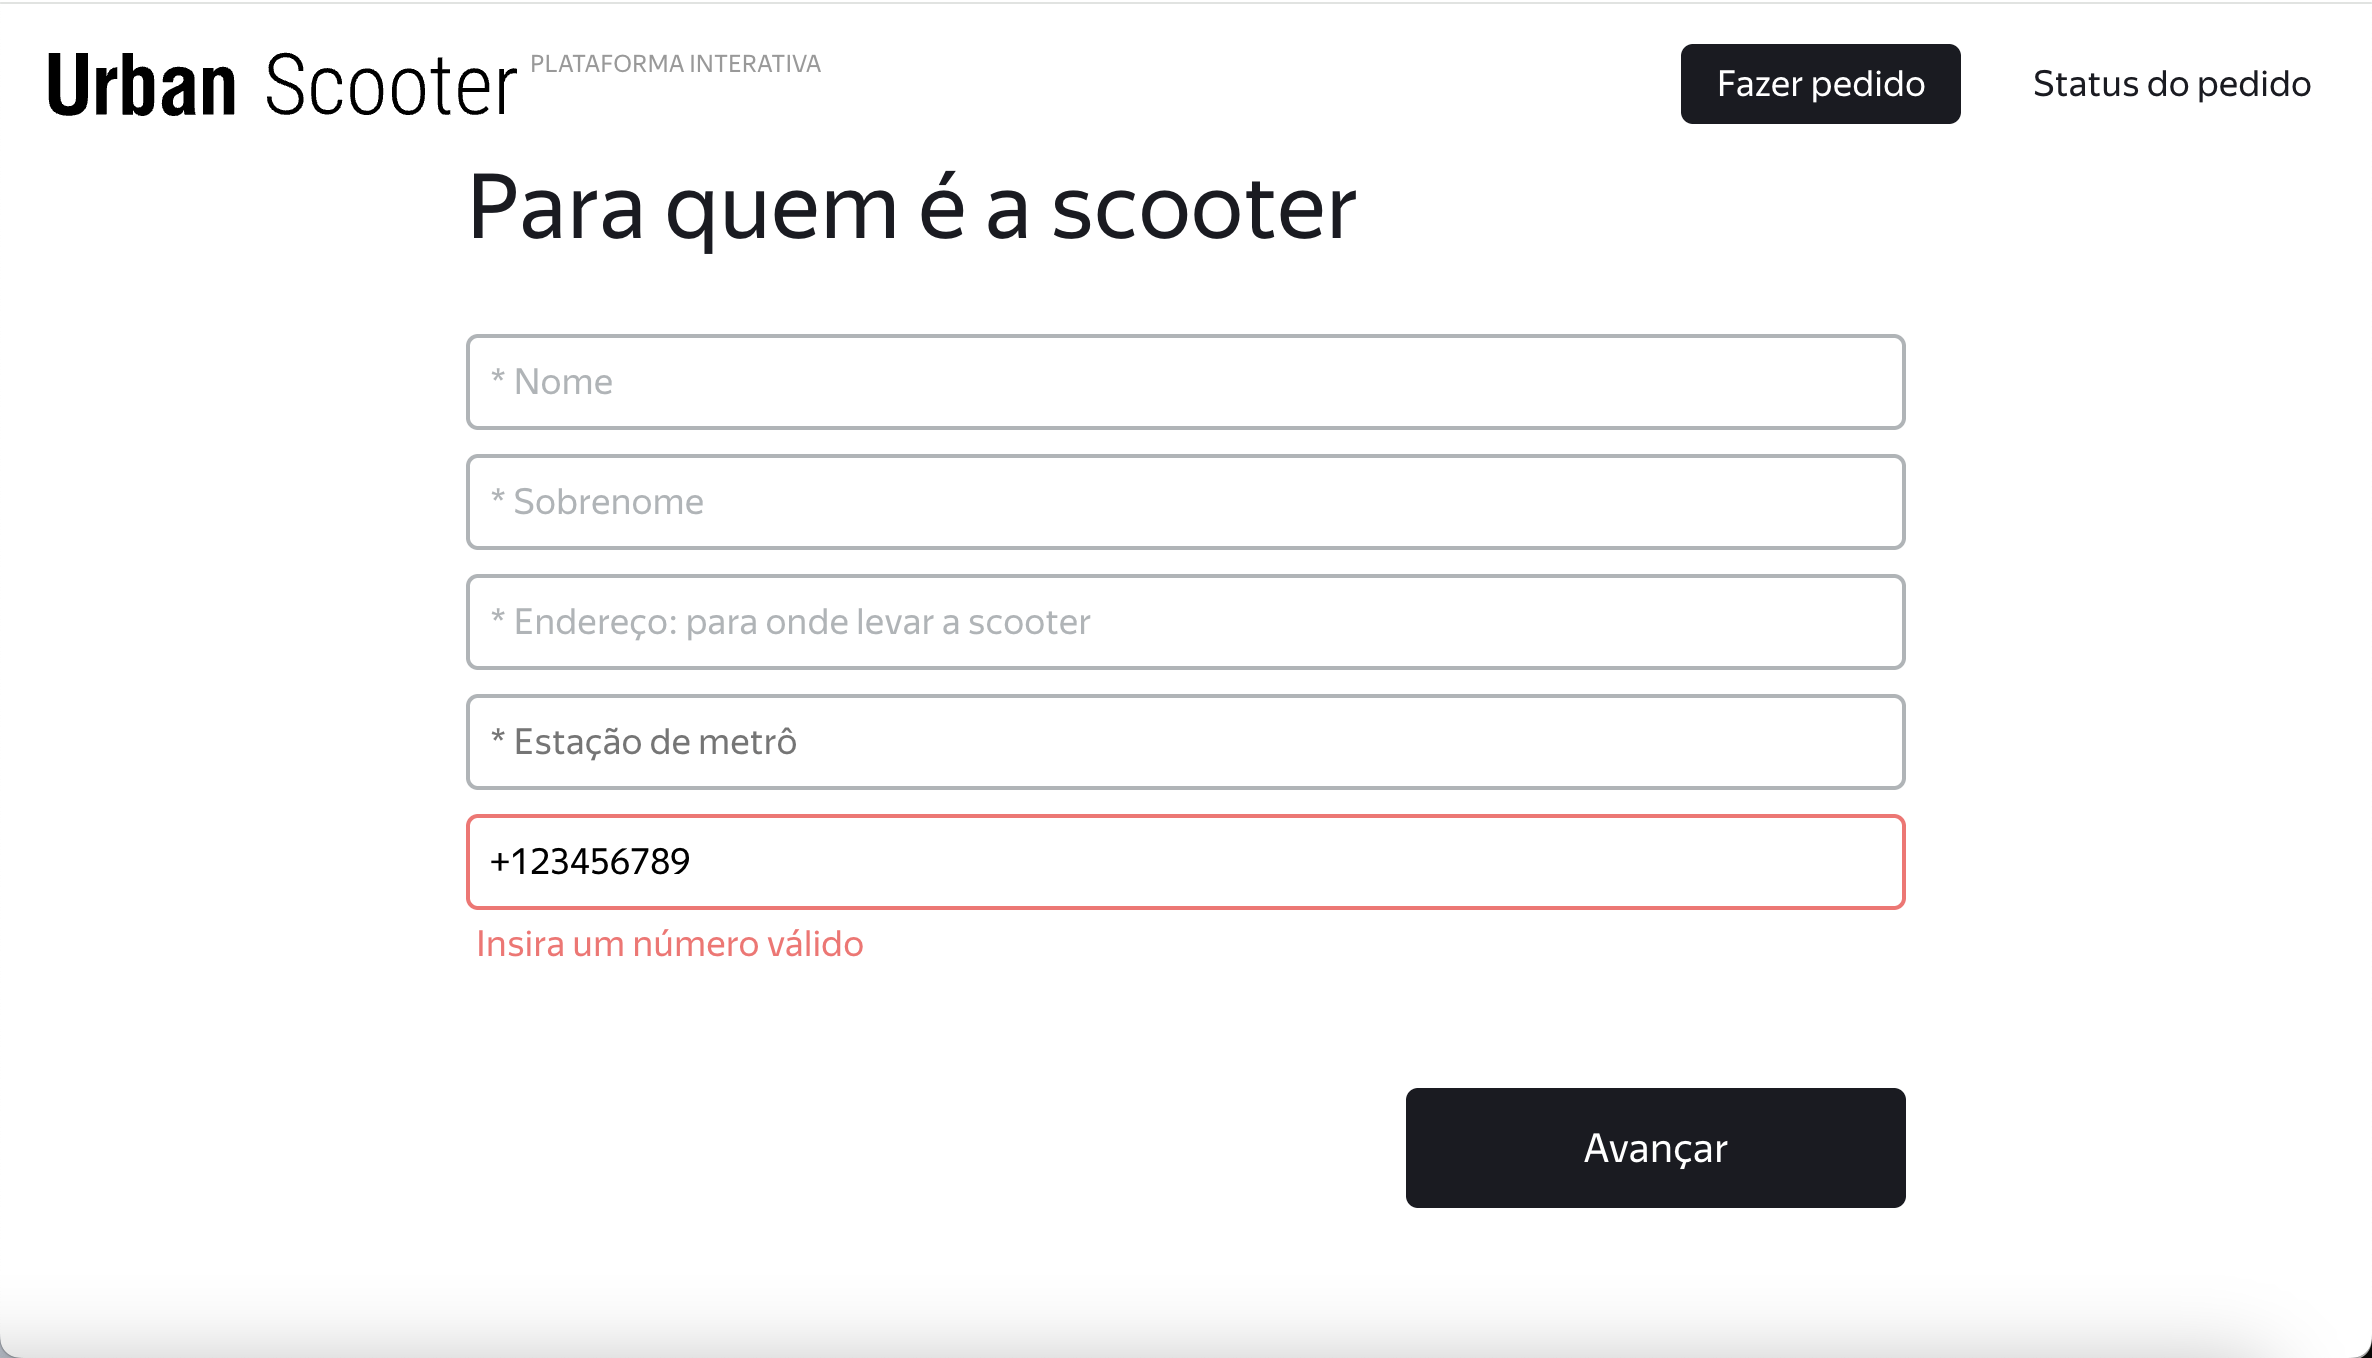 Urban Scooter PLATAFORMA INTERATIVA
Fazer pedido
Status do pedido
Para quem é a scooter
* Nome
* Sobrenome
* Endereço: para onde levar a scooter
* Estação de metrô
+123456789
Insira um número válido
Avançar